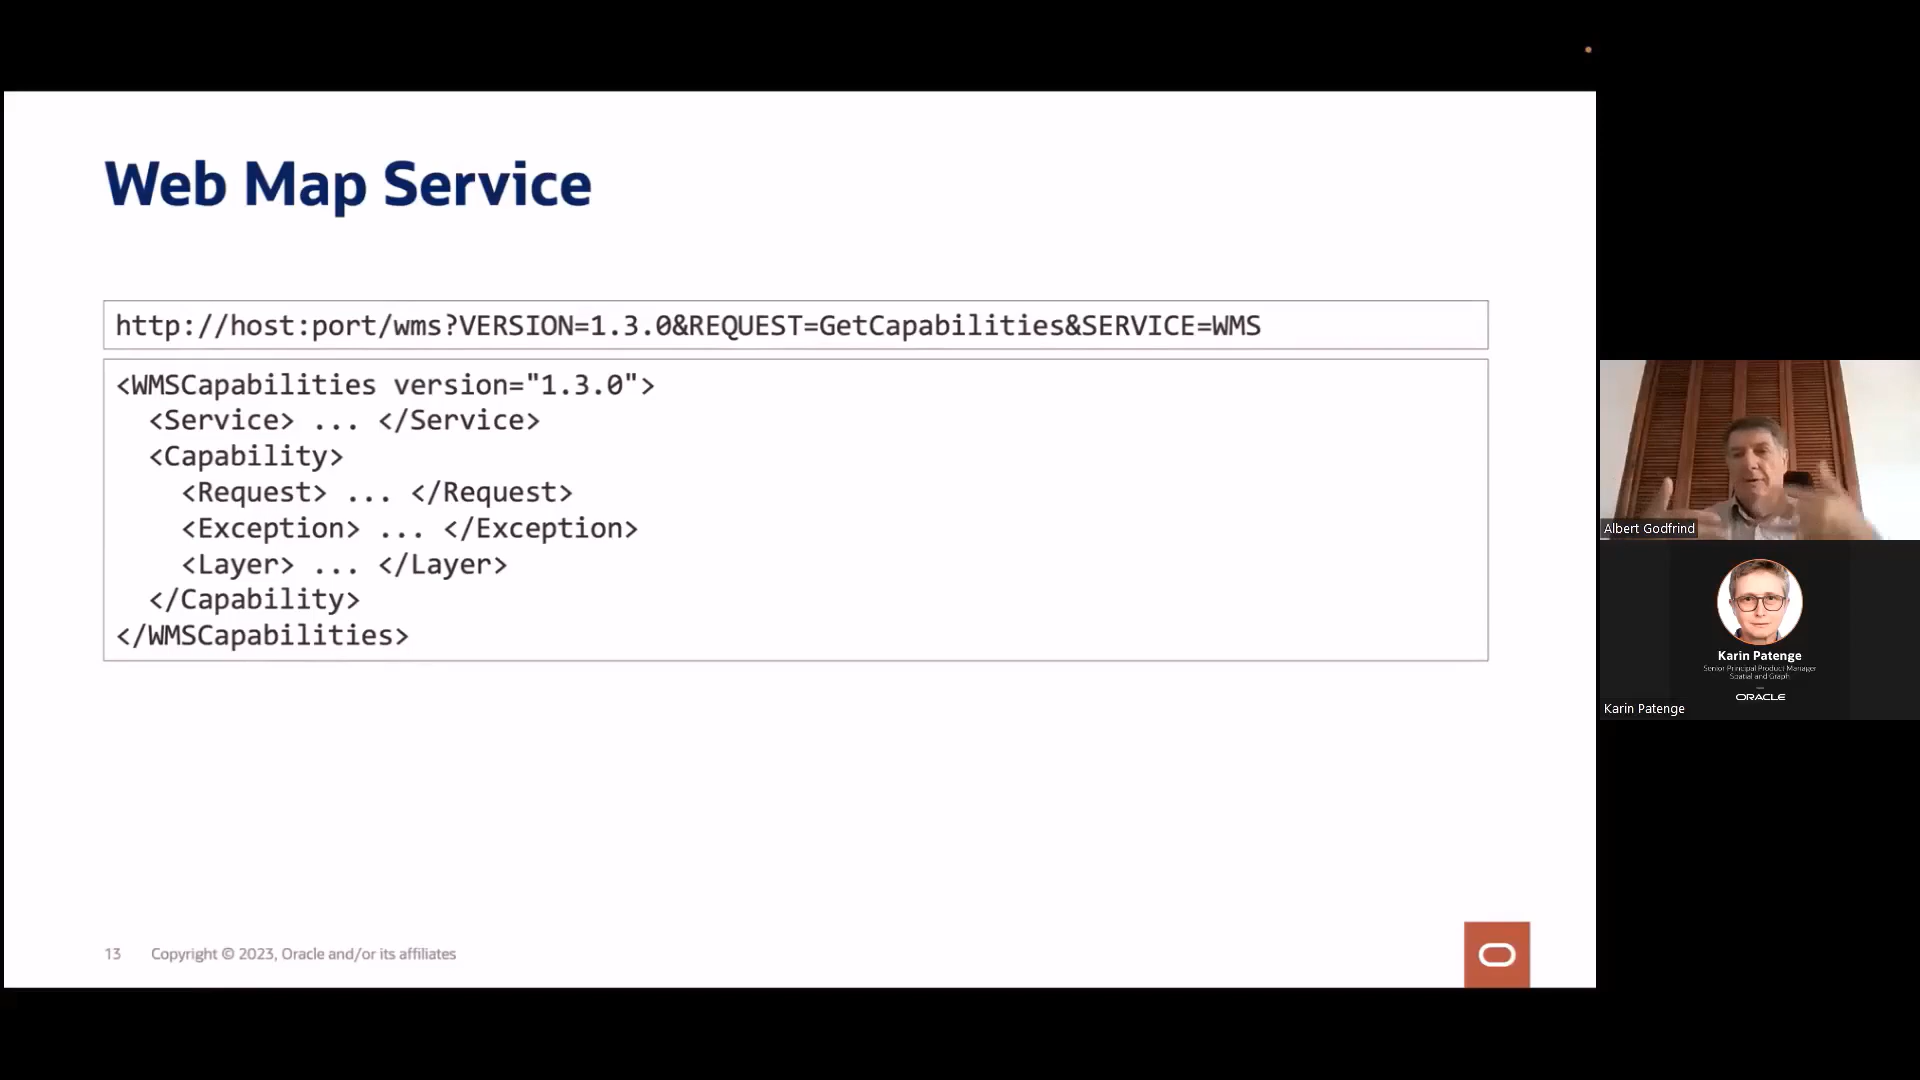 Web Map Service
http://host:port/wms?VERSION=1.3.0&REQUEST=GetCapabilities&SERVICE=WMS
<WMSCapabilities version="1.3.0">
<Service> ... </Service>
<Capability>
<Request> ... </Request>
<Exception> ... </Exception>
<Layer> ... </Layer>
</Capability>
</WMSCapabilities>
13 Copyright © 2023, Oracle and/or its affiliates
Albert Godfrind
Karin Patenge
Senior Principal Product Manager
Spatial and Graph
ORACLE
Karin Patenge